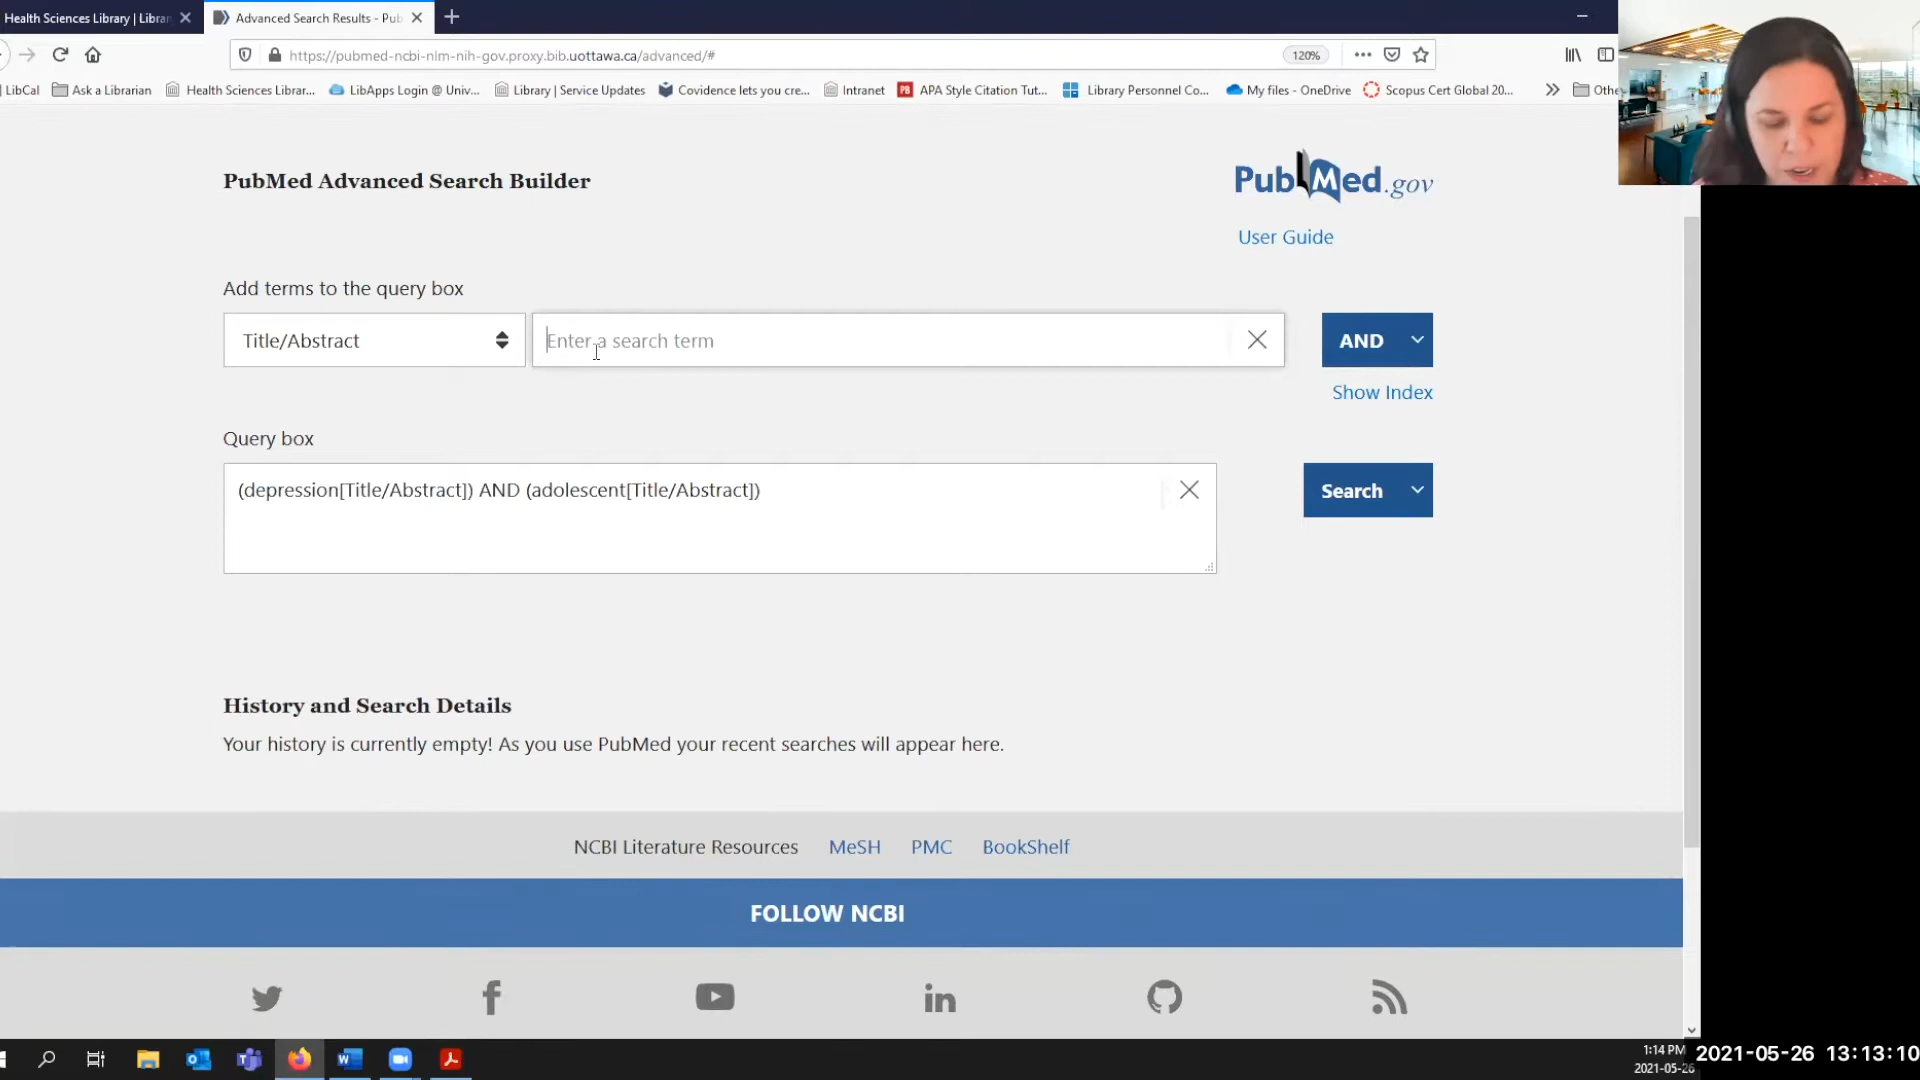 Health Sciences Library | Librar
Advanced Search Results - Pub
https://pubmed-ncbi-nlm-nih-gov.proxy.bib.uottawa.ca/advanced/#
120%
LibCal
Ask a Librarian
Health Sciences Librar...
LibApps Login @ Univ...
Library | Service Updates
Covidence lets you cre...
Intranet
PB
APA Style Citation Tut...
Library Personnel Co...
My files - OneDrive
Scopus Cert Global 20...
Othe
PubMed Advanced Search Builder
PubMed.gov
User Guide
Add terms to the query box
Title/Abstract
Enter a search term
AND
Show Index
Query box
(depression[Title/Abstract]) AND (adolescent[Title/Abstract])
Search
History and Search Details
Your history is currently empty! As you use PubMed your recent searches will appear here.
NCBI Literature Resources
MeSH
PMC
BookShelf
FOLLOW NCBI
1:14 PM
2021-05-26
2021-05-26 13:13:10